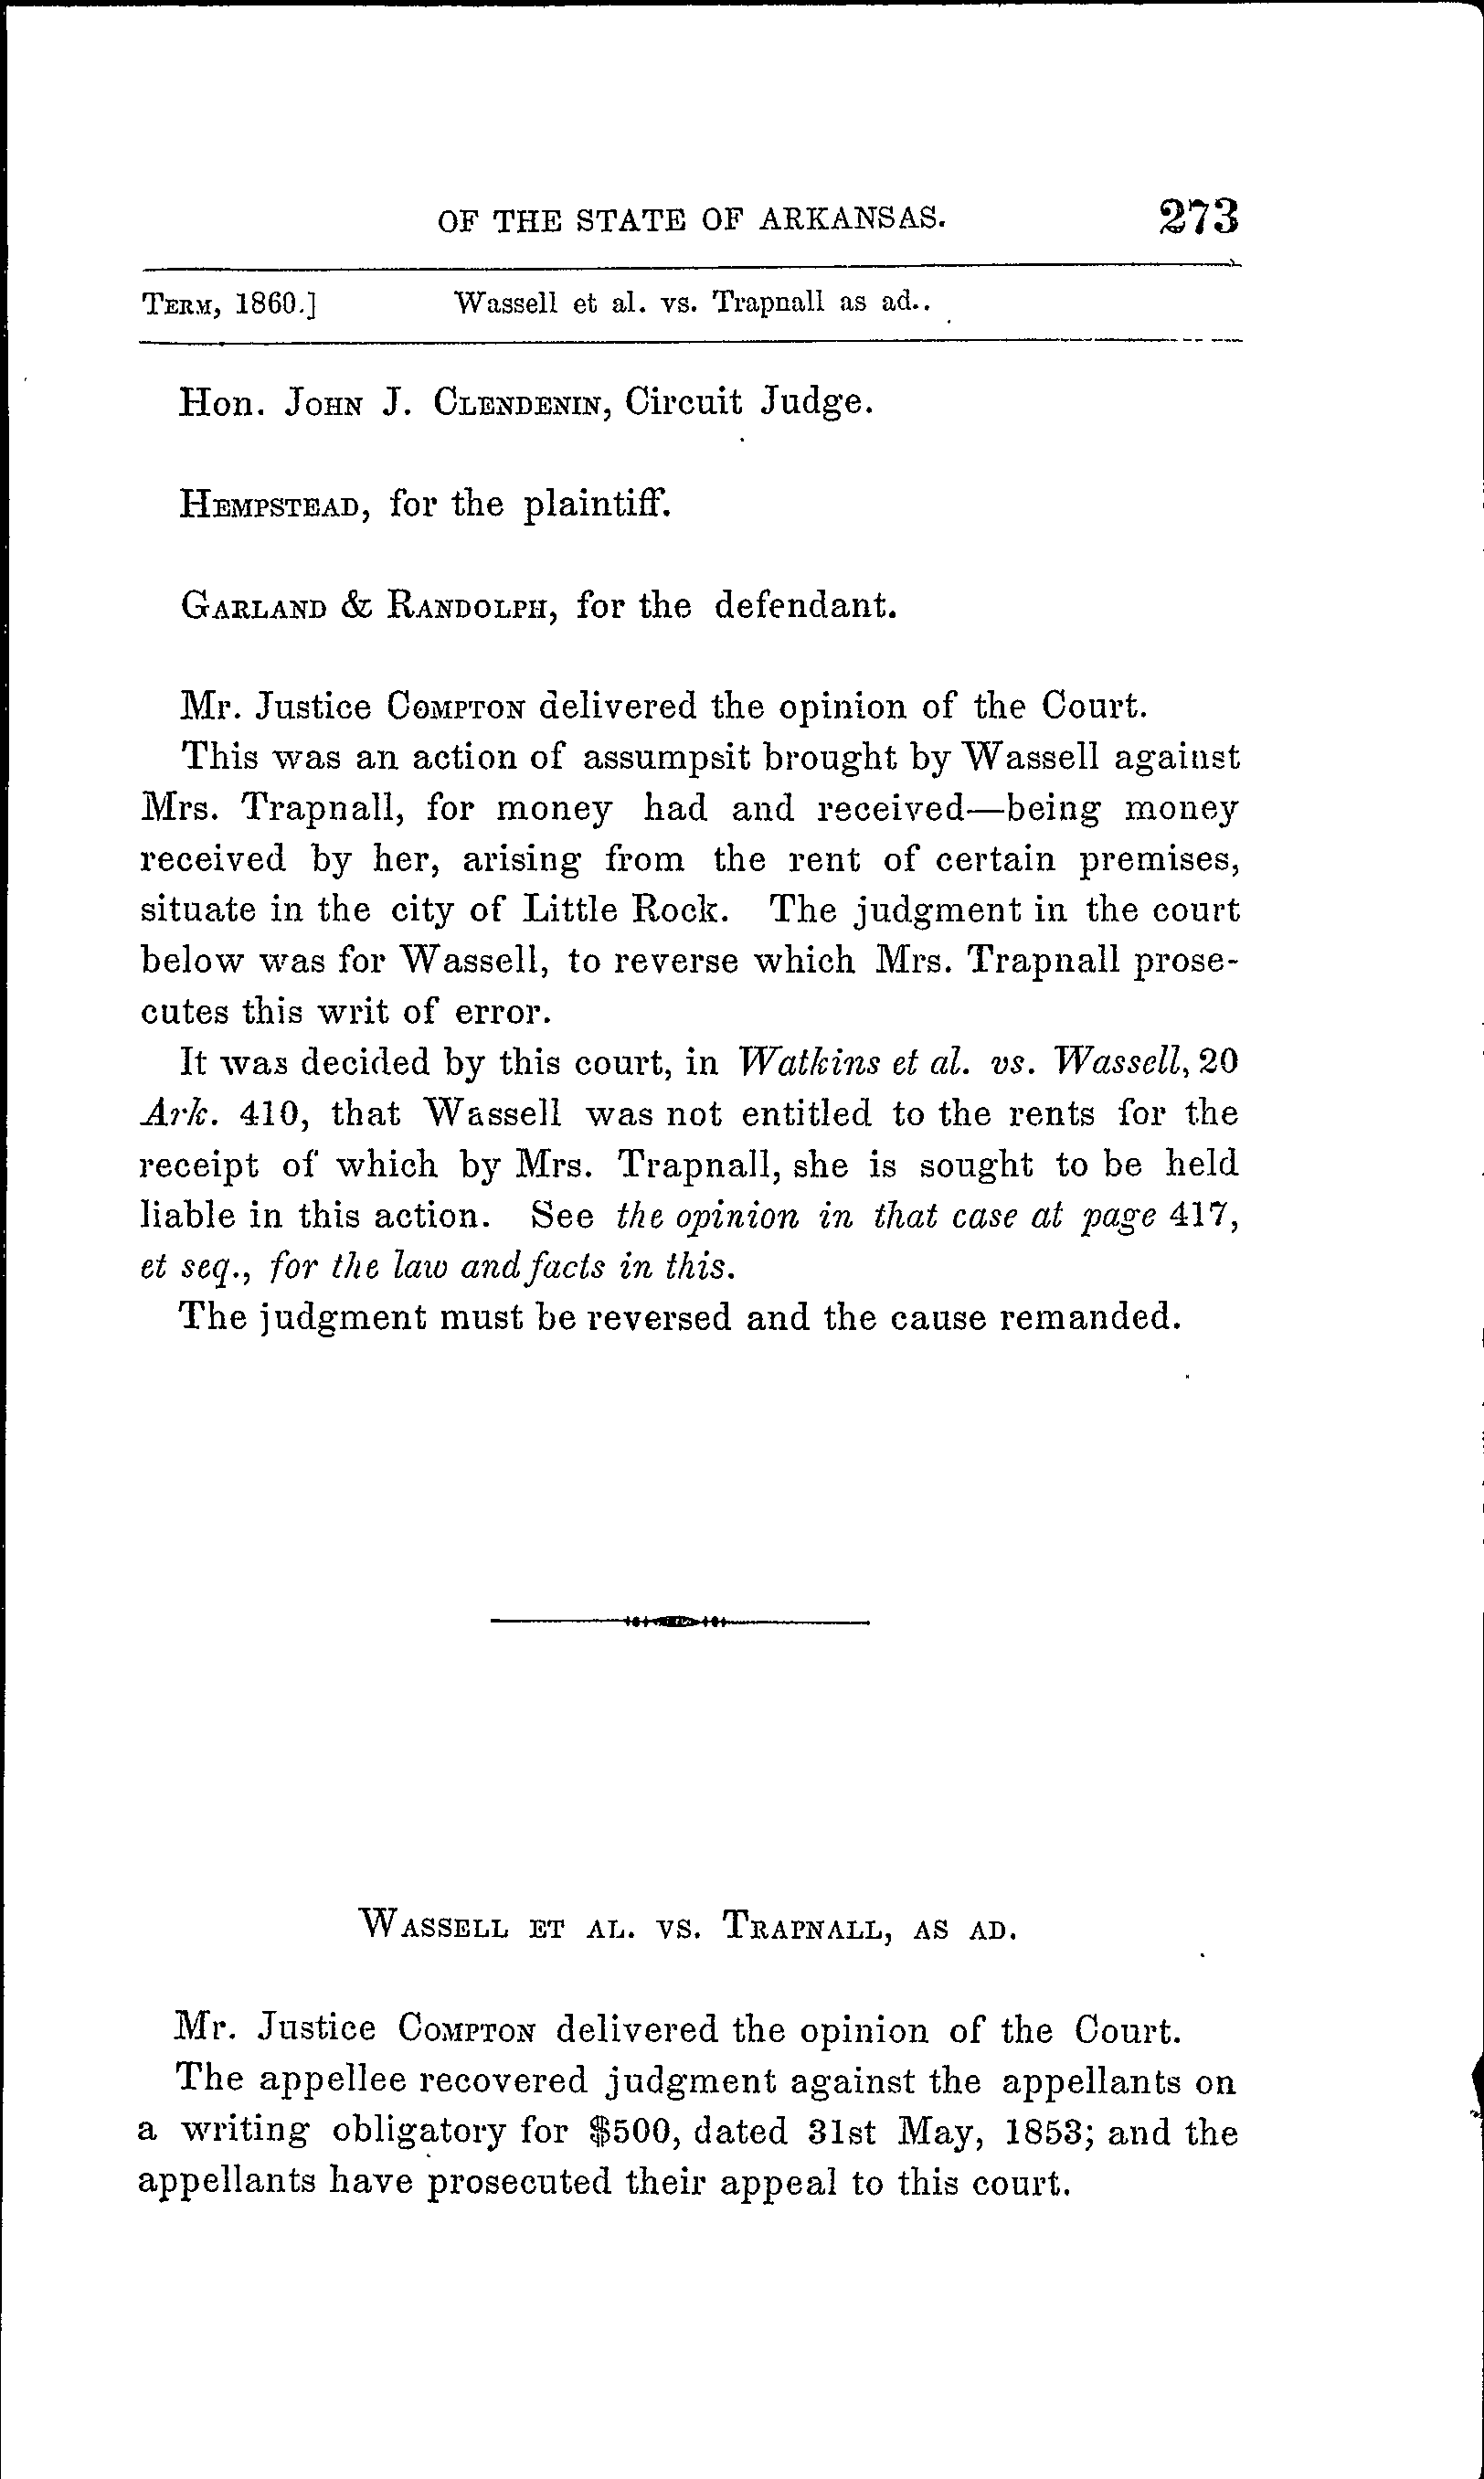 OF THE STATE OF ARKANSAS. 273
TERM, 1860.] Wassell et al. vs. Trapnall as ad..
Hon. JOHN J. CLENDENIN, Circuit Judge.
HEMPSTEAD, for the plaintiff.
GARLAND & RANDOLPH, for the defendant.
Mr. Justice COMPTON delivered the opinion of the Court.
This was an action of assumpsit brought by Wassell against
Mrs. Trapnall, for money had and received—being money
received by her, arising from the rent of certain premises,
situate in the city of Little Rock. The judgment in the court
below was for Wassell, to reverse which Mrs. Trapnall prose-
cutes this writ of error.
It was decided by this court, in Watkins et al. vs. Wassell, 20
Ark. 410, that Wassell was not entitled to the rents for the
receipt of which by Mrs. Trapnall, she is sought to be held
liable in this action. See the opinion in that case at page 417,
et seq., for the law and facts in this.
The judgment must be reversed and the cause remanded.
WASSELL ET AL. VS. TRAPNALL, AS AD.
Mr. Justice COMPTON delivered the opinion of the Court.
The appellee recovered judgment against the appellants on
a writing obligatory for $500, dated 31st May, 1853; and the
appellants have prosecuted their appeal to this court.